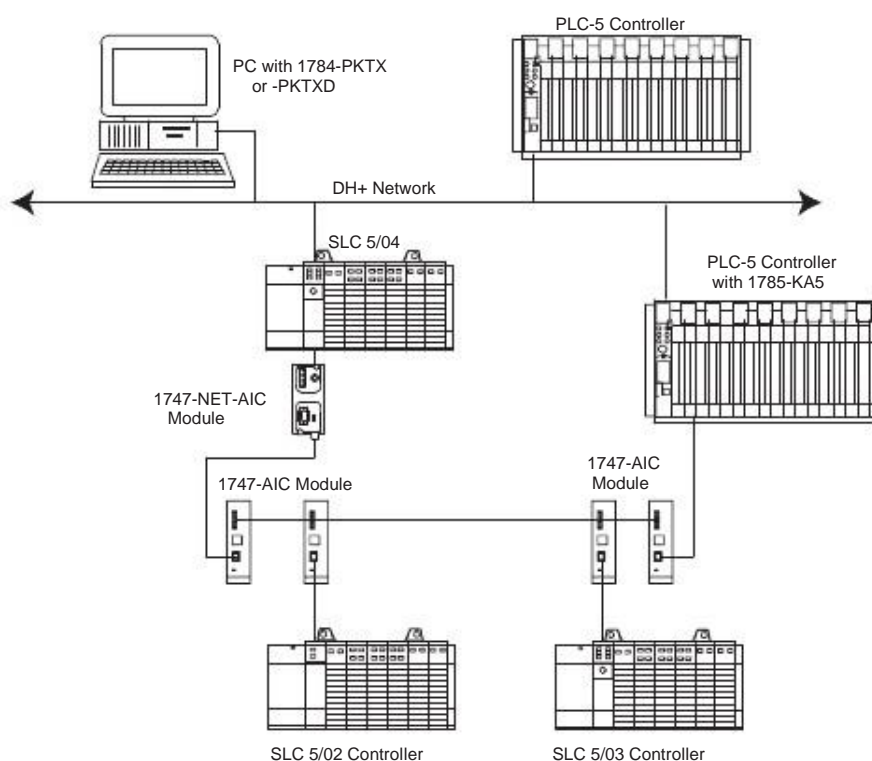 PLC-5 Controller
PC with 1784-PKTX
or -PKTXD
DH+ Network
SLC 5/04
PLC-5 Controller
with 1785-KA5
1747-NET-AIC
Module
1747-AIC Module
1747-AIC
Module
SLC 5/02 Controller
SLC 5/03 Controller